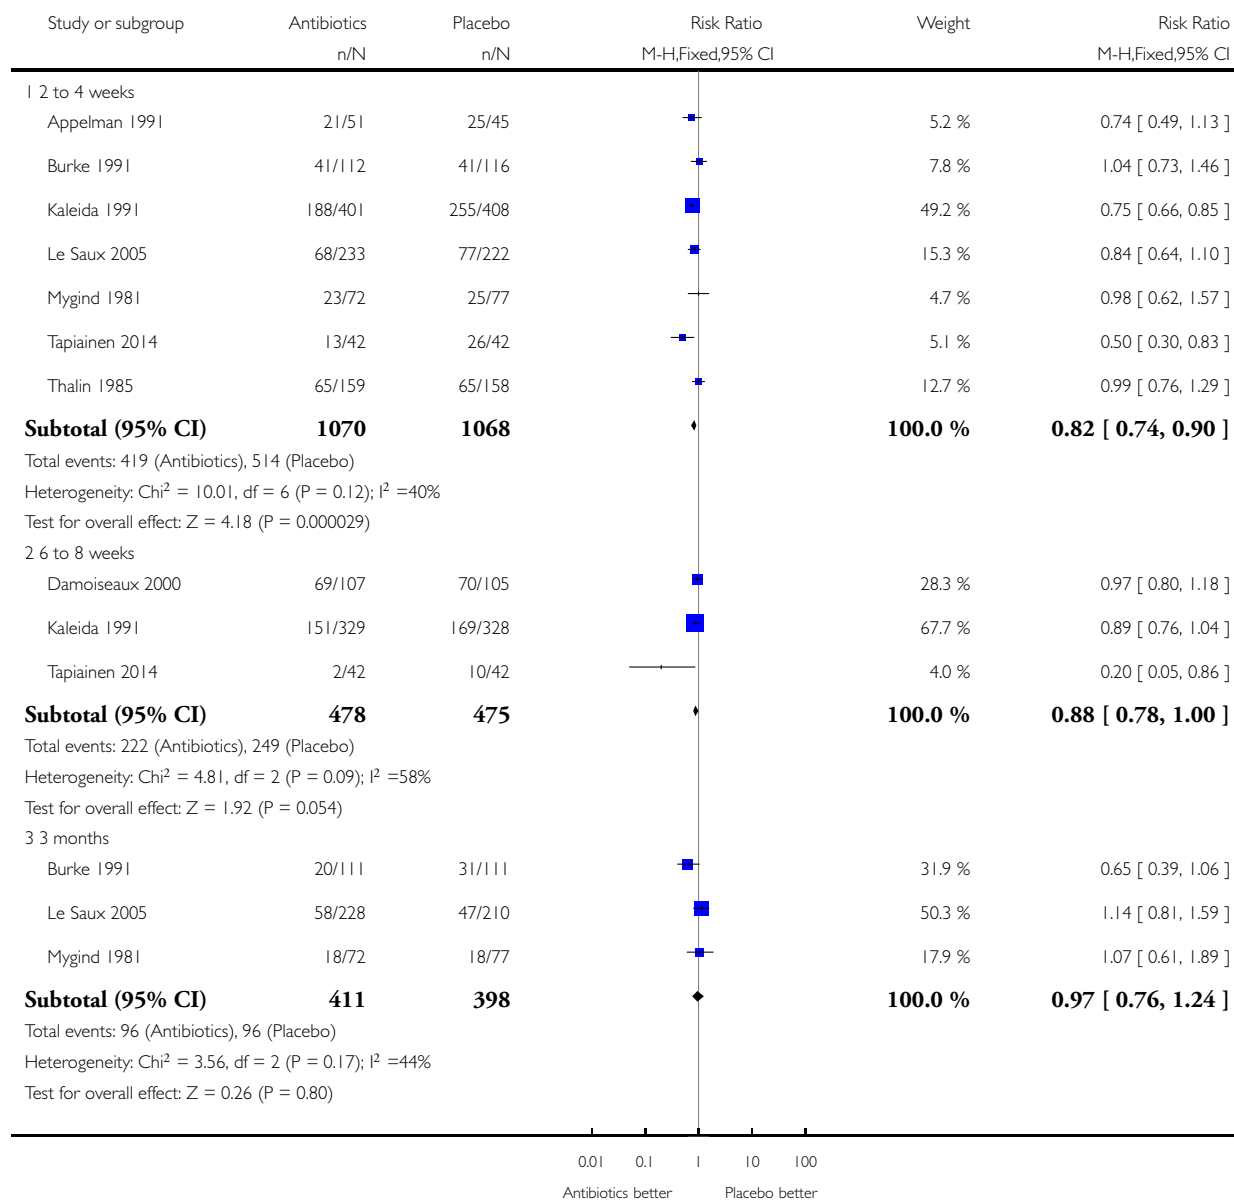 Study or subgroup Antibiotics Placebo Risk Ratio Weight Risk Ratio
n/N n/N M-H,Fixed,95% CI M-H,Fixed,95% CI
1 2 to 4 weeks
Appelman 1991 21/51 25/45 5.2 % 0.74 [ 0.49, 1.13 ]
Burke 1991 41/112 41/116 7.8 % 1.04 [ 0.73, 1.46 ]
Kaleida 1991 188/401 255/408 49.2 % 0.75 [ 0.66, 0.85 ]
Le Saux 2005 68/233 77/222 15.3 % 0.84 [ 0.64, 1.10 ]
Mygind 1981 23/72 25/77 4.7 % 0.98 [ 0.62, 1.57 ]
Tapiainen 2014 13/42 26/42 5.1 % 0.50 [ 0.30, 0.83 ]
Thalin 1985 65/159 65/158 12.7 % 0.99 [ 0.76, 1.29 ]
Subtotal (95% CI) 1070 1068 100.0 % 0.82 [ 0.74, 0.90 ]
Total events: 419 (Antibiotics), 514 (Placebo)
Heterogeneity: Chi² = 10.01, df = 6 (P = 0.12); I² =40%
Test for overall effect: Z = 4.18 (P = 0.000029)
2 6 to 8 weeks
Damoiseaux 2000 69/107 70/105 28.3 % 0.97 [ 0.80, 1.18 ]
Kaleida 1991 151/329 169/328 67.7 % 0.89 [ 0.76, 1.04 ]
Tapiainen 2014 2/42 10/42 4.0 % 0.20 [ 0.05, 0.86 ]
Subtotal (95% CI) 478 475 100.0 % 0.88 [ 0.78, 1.00 ]
Total events: 222 (Antibiotics), 249 (Placebo)
Heterogeneity: Chi² = 4.81, df = 2 (P = 0.09); I² =58%
Test for overall effect: Z = 1.92 (P = 0.054)
3 3 months
Burke 1991 20/111 31/111 31.9 % 0.65 [ 0.39, 1.06 ]
Le Saux 2005 58/228 47/210 50.3 % 1.14 [ 0.81, 1.59 ]
Mygind 1981 18/72 18/77 17.9 % 1.07 [ 0.61, 1.89 ]
Subtotal (95% CI) 411 398 100.0 % 0.97 [ 0.76, 1.24 ]
Total events: 96 (Antibiotics), 96 (Placebo)
Heterogeneity: Chi² = 3.56, df = 2 (P = 0.17); I² =44%
Test for overall effect: Z = 0.26 (P = 0.80)
0.01 0.1 1 10 100
Antibiotics better Placebo better